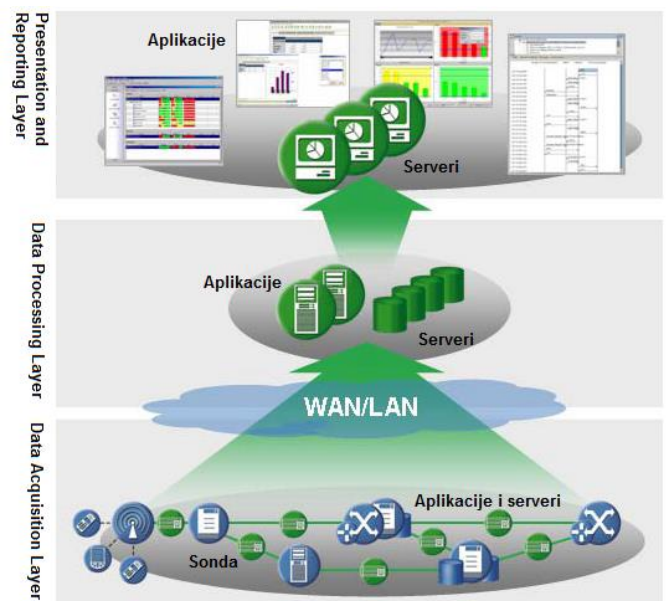 Presentation and
Reporting Layer
Aplikacije
Serveri
Data Processing Layer
Aplikacije
Serveri
WAN/LAN
Data Acquisition Layer
Aplikacije i serveri
Sonda